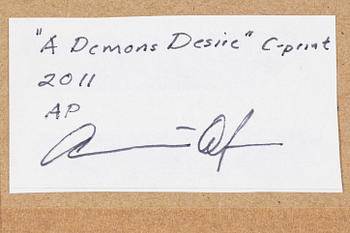 "A Demons Desire" C-print
2011
AP